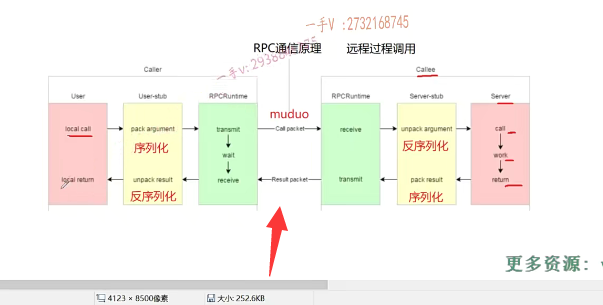 一手V :2732168745
一手v:2938
RPC通信原理 远程过程调用
Caller
Callee
User
User-stub
RPCRuntime
muduo
RPCRuntime
Server-stub
Server
local call
pack argument
transmit
Call packet
receive
unpack argument
call
序列化
反序列化
wait
work
local return
unpack result
receive
Result packet
transmit
pack result
return
反序列化
序列化
更多资源:
4123 × 8500像素
大小: 252.6KB